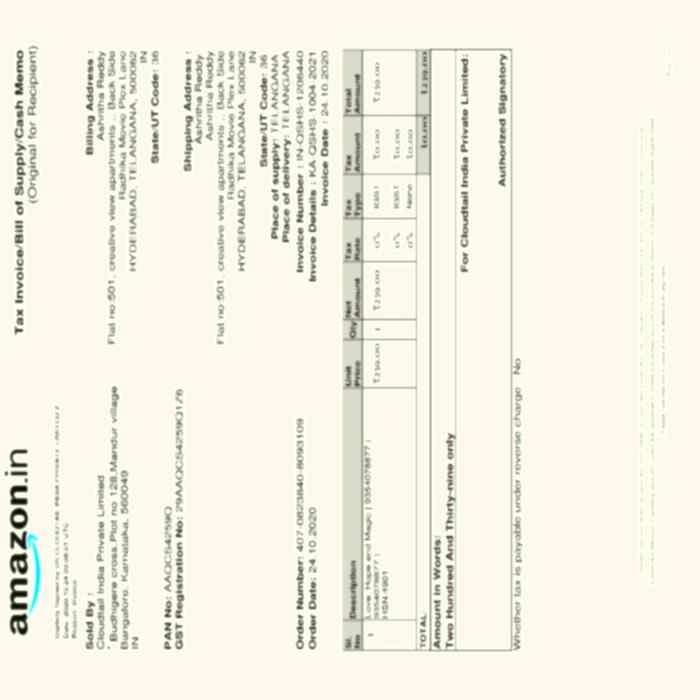 amazon.in
Tax Invoice/Bill of Supply/Cash Memo
(Original for Recipient)
Sold By :
Cloudtail India Private Limited
* Budhigere cross,Plot no 128,Mandur village
Bangalore, Karnataka, 560049
IN
PAN No: AAQCS4259Q
GST Registration No: 29AAQCS4259Q1Z6
Order Number: 407-0823840-8093109
Order Date: 24.10.2020
Billing Address :
Ashritha Reddy
Flat no:501, creative view apartments .. Back Side
Radhika Movie Plex Lane
HYDERABAD, TELANGANA, 500062
IN
State/UT Code: 36
Shipping Address :
Ashritha Reddy
Ashritha Reddy
Flat no:501, creative view apartments .. Back Side
Radhika Movie Plex Lane
HYDERABAD, TELANGANA, 500062
IN
State/UT Code: 36
Place of supply: TELANGANA
Place of delivery: TELANGANA
Invoice Number : IN-QSHS-1206440
Invoice Details : KA-QSHS-1004-2021
Invoice Date : 24.10.2020
Sl. No Description Unit Price Qty Net Amount Tax Rate Tax Type Tax Amount Total Amount
1 Love, Hope and Magic | 9354078877 ( ₹239.00 1 ₹239.00 0% IGST ₹0.00 ₹239.00
9354078877 ) 0% IGST ₹0.00
HSN:4901 0% None ₹0.00
TOTAL: ₹0.00 ₹239.00
Amount in Words:
Two Hundred And Thirty-nine only
For Cloudtail India Private Limited:
Authorized Signatory
Whether tax is payable under reverse charge - No